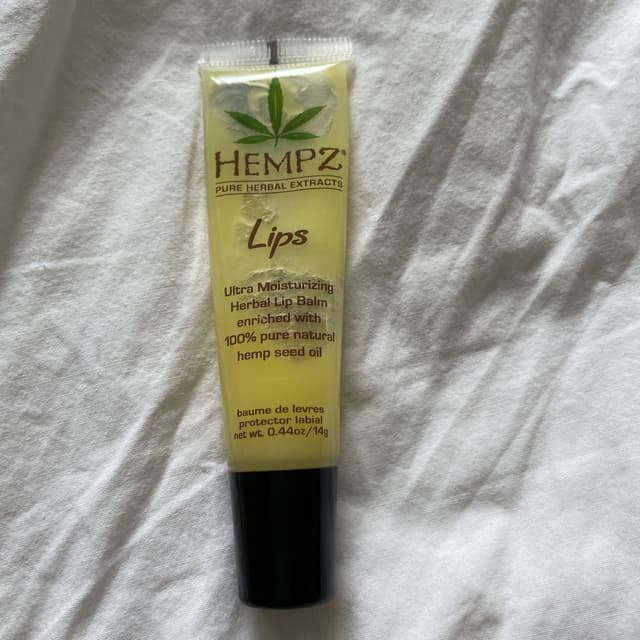 HEMPZ®
PURE HERBAL EXTRACTS
Lips
Ultra Moisturizing
Herbal Lip Balm
enriched with
100% pure natural
hemp seed oil
baume de levres
protector labial
net wt. 0.44oz/14g